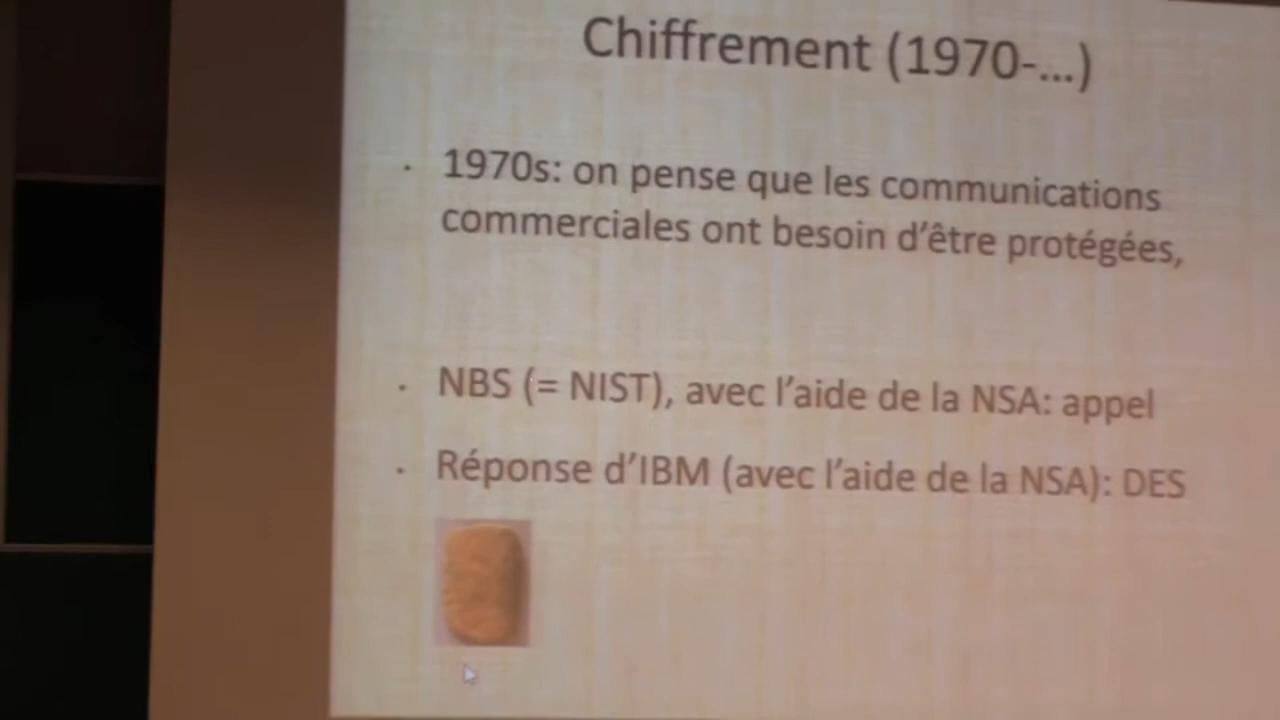 Chiffrement (1970-...)
· 1970s: on pense que les communications
commerciales ont besoin d'être protégées,
· NBS (= NIST), avec l'aide de la NSA: appel
· Réponse d'IBM (avec l'aide de la NSA): DES